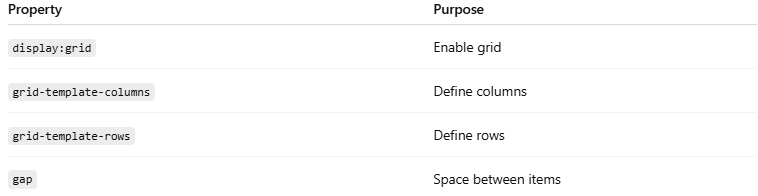 Property Purpose
display:grid Enable grid
grid-template-columns Define columns
grid-template-rows Define rows
gap Space between items